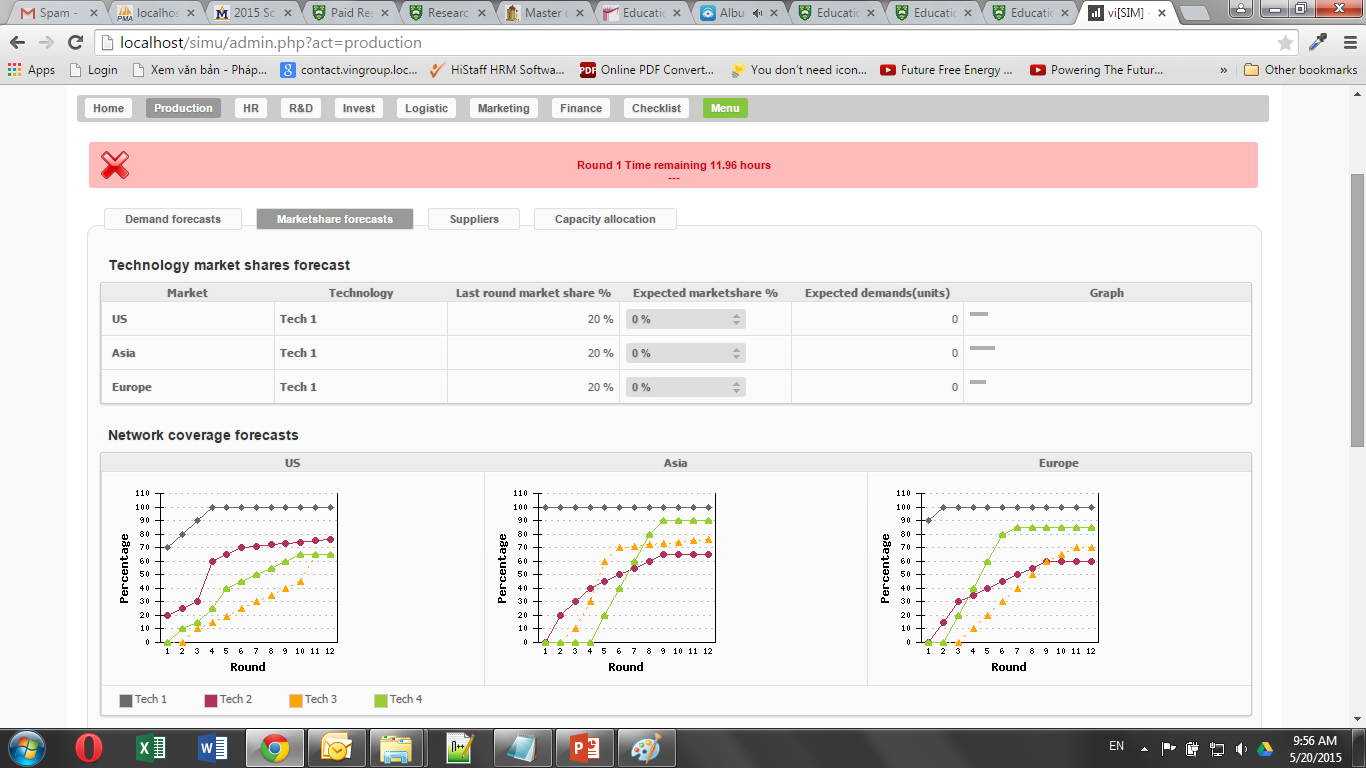 Spam - localhos 2015 Sc Paid Re Researc Master Educatio Albu Educatio Educatio Educatio vi[SIM] -
localhost/simu/admin.php?act=production
Apps Login Xem văn bản - Pháp... contact.vingroup.loc... HiStaff HRM Softwa... PDF Online PDF Convert... You don't need icon... Future Free Energy ... Powering The Futur... » Other bookmarks
Home Production HR R&D Invest Logistic Marketing Finance Checklist Menu
Round 1 Time remaining 11.96 hours
---
Demand forecasts Marketshare forecasts Suppliers Capacity allocation
Technology market shares forecast
Market Technology Last round market share % Expected marketshare % Expected demands(units) Graph
US Tech 1 20 % 0 % 0
Asia Tech 1 20 % 0 % 0
Europe Tech 1 20 % 0 % 0
Network coverage forecasts
US Asia Europe
110 110 110
100 100 100
90 90 90
80 80 80
70 70 70
60 60 60
50 50 50
40 40 40
30 30 30
20 20 20
10 10 10
0 0 0
Percentage Percentage Percentage
1 2 3 4 5 6 7 8 9 10 11 12 1 2 3 4 5 6 7 8 9 10 11 12 1 2 3 4 5 6 7 8 9 10 11 12
Round Round Round
Tech 1 Tech 2 Tech 3 Tech 4
EN 9:56 AM
5/20/2015